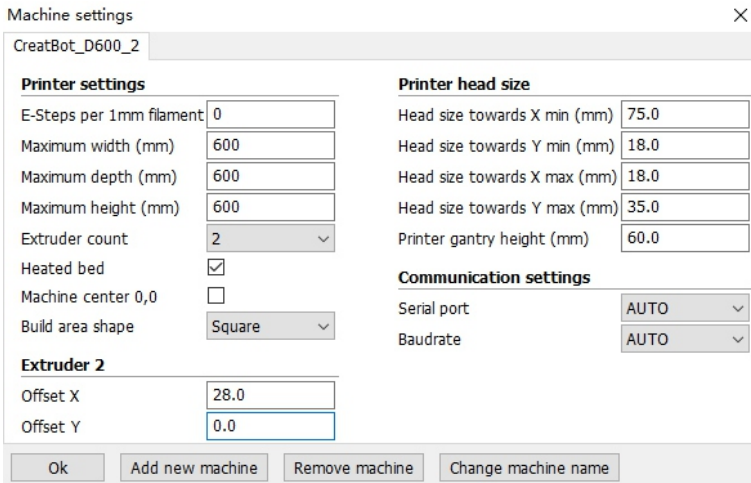 Machine settings
CreatBot_D600_2
Printer settings
E-Steps per 1mm filament 0
Maximum width (mm) 600
Maximum depth (mm) 600
Maximum height (mm) 600
Extruder count 2
Heated bed
Machine center 0,0
Build area shape Square
Extruder 2
Offset X 28.0
Offset Y 0.0
Printer head size
Head size towards X min (mm) 75.0
Head size towards Y min (mm) 18.0
Head size towards X max (mm) 18.0
Head size towards Y max (mm) 35.0
Printer gantry height (mm) 60.0
Communication settings
Serial port AUTO
Baudrate AUTO
Ok Add new machine Remove machine Change machine name